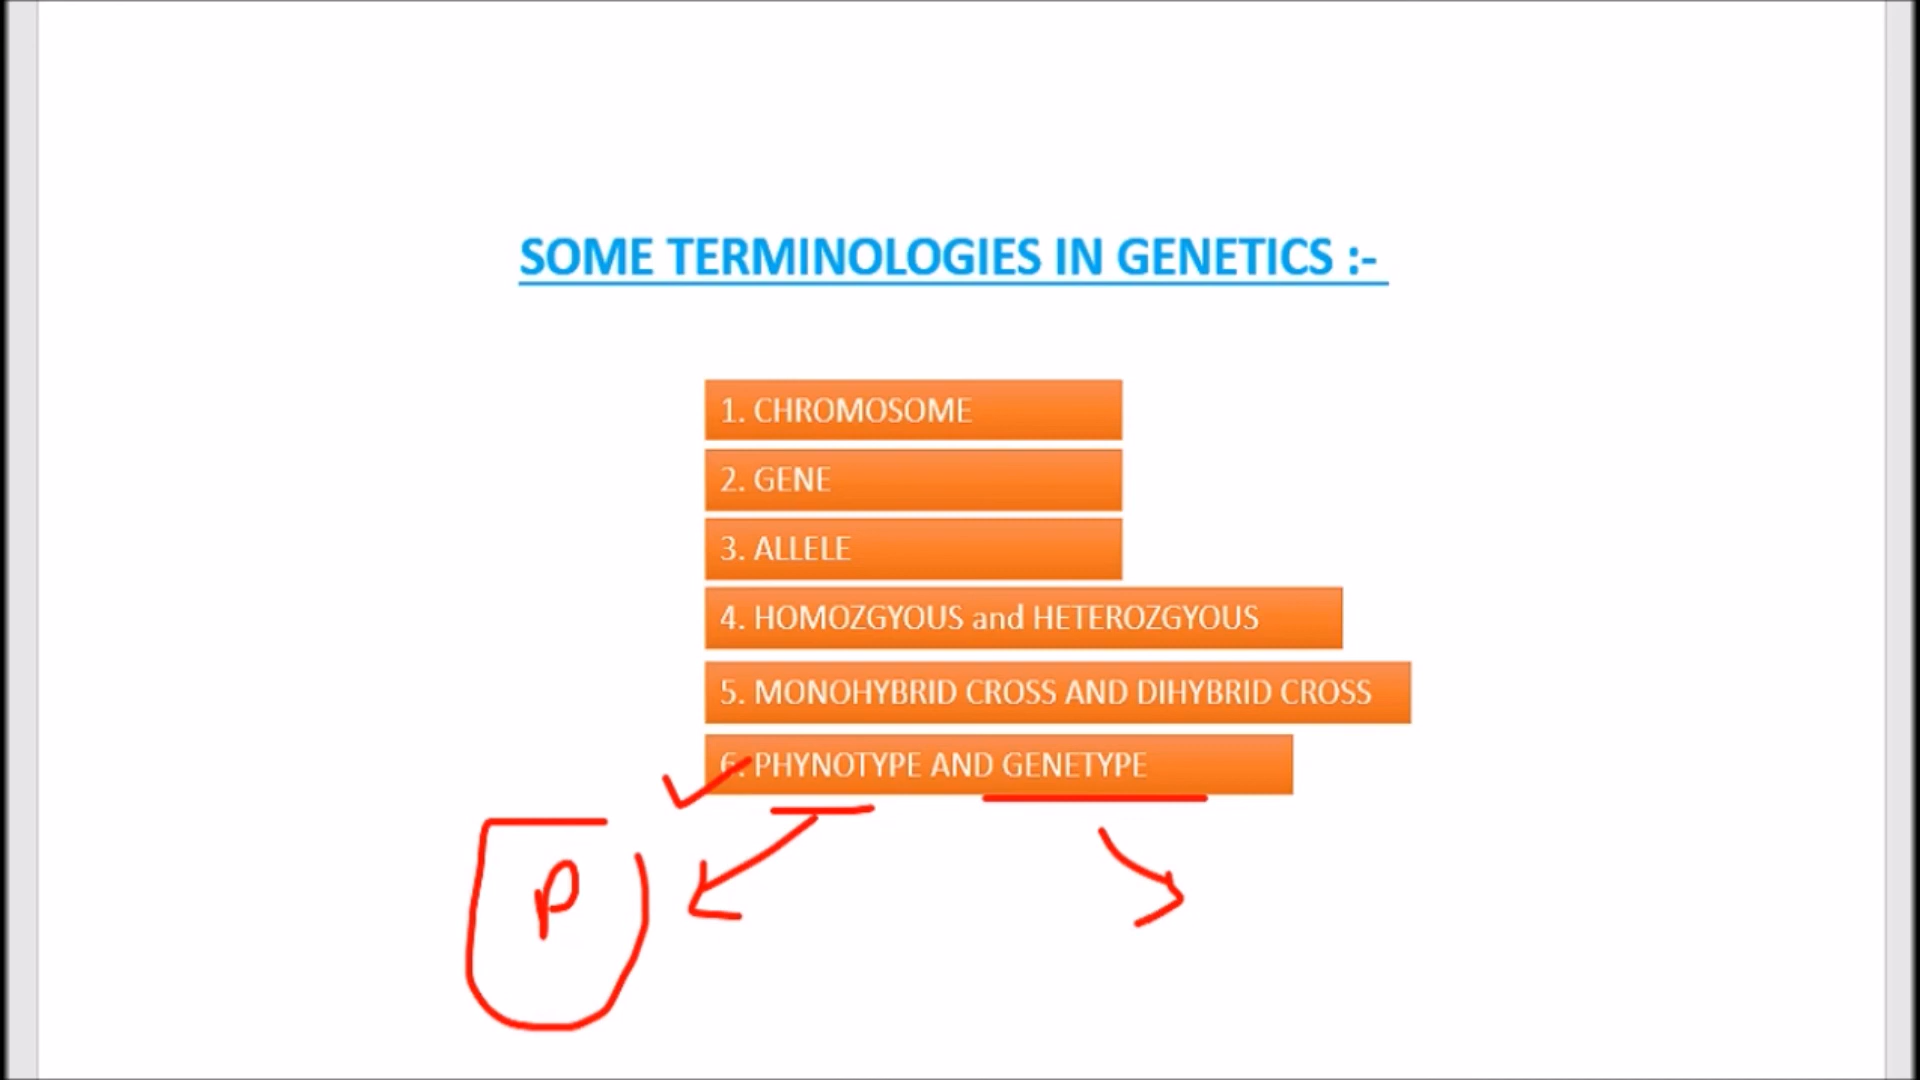 SOME TERMINOLOGIES IN GENETICS :-
1. CHROMOSOME
2. GENE
3. ALLELE
4. HOMOZGYOUS and HETEROZGYOUS
5. MONOHYBRID CROSS AND DIHYBRID CROSS
6. PHYNOTYPE AND GENETYPE
P